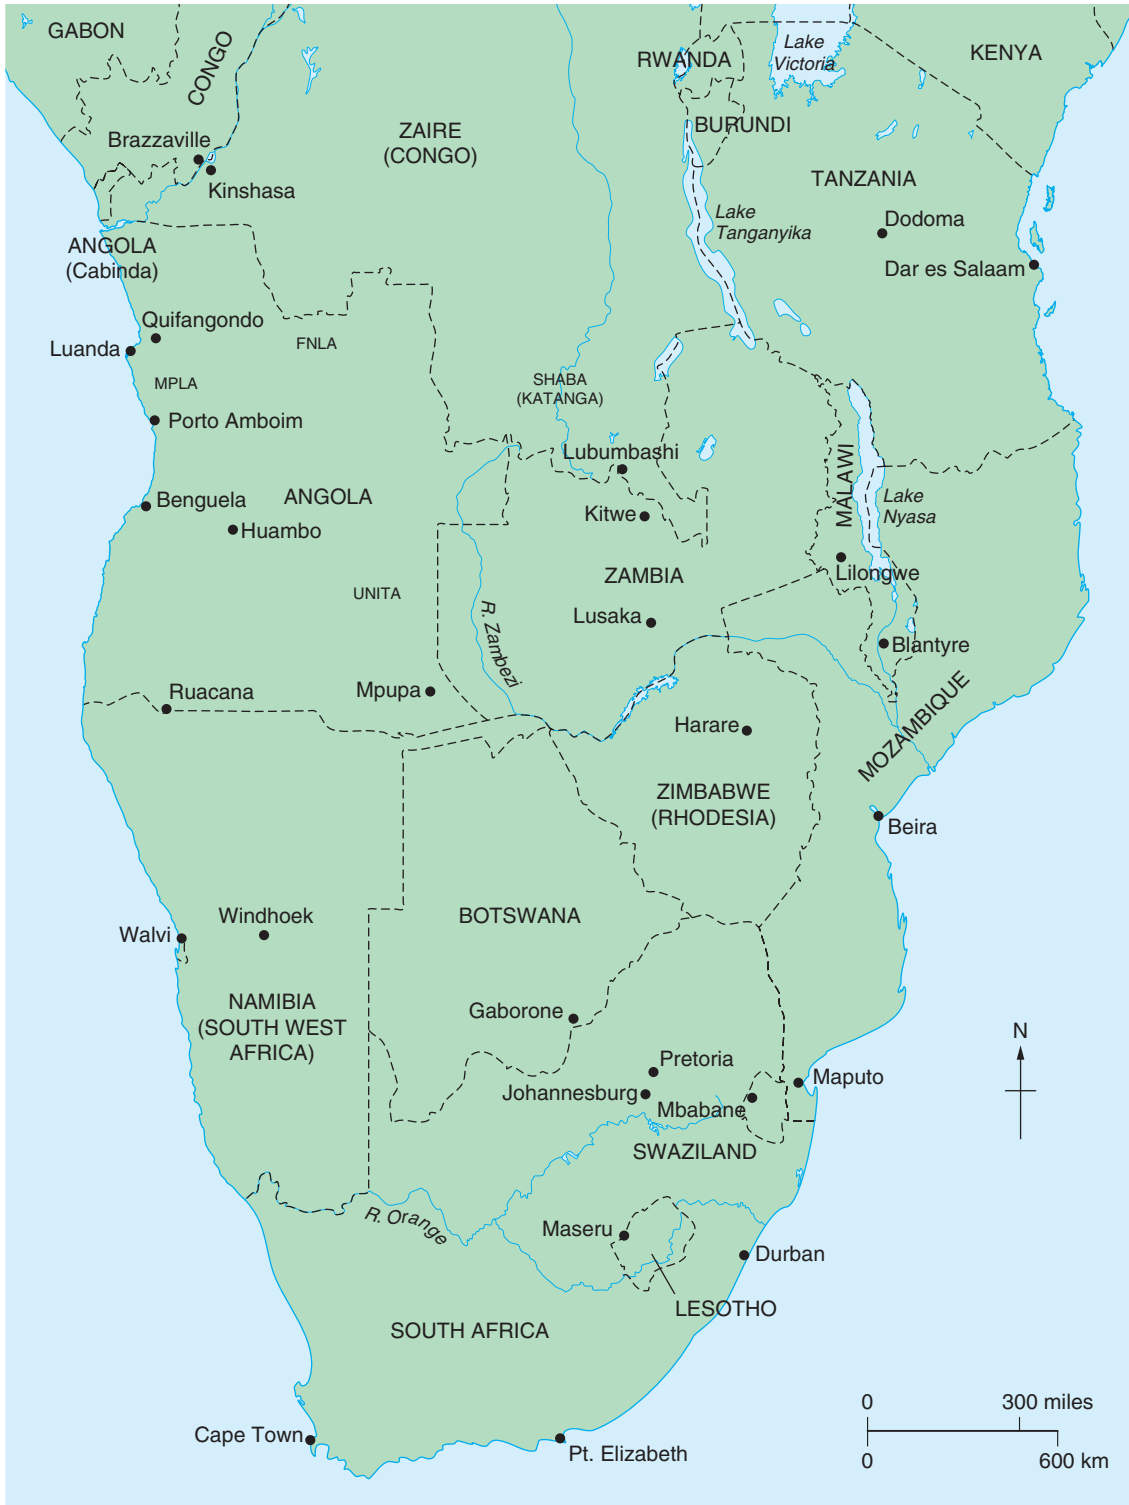 GABON
CONGO
RWANDA
Lake
Victoria
KENYA
ZAIRE
(CONGO)
BURUNDI
Brazzaville
Kinshasa
TANZANIA
Lake
Tanganyika
Dodoma
Dar es Salaam
ANGOLA
(Cabinda)
Quifangondo
Luanda
FNLA
MPLA
SHABA
(KATANGA)
Porto Amboim
Lubumbashi
MALAWI
Benguela
ANGOLA
Huambo
Kitwe
Lake
Nyasa
ZAMBIA
Lilongwe
UNITA
R. Zambezi
Lusaka
Blantyre
Ruacana
Mpupa
MOZAMBIQUE
Harare
ZIMBABWE
(RHODESIA)
Beira
Walvi
Windhoek
BOTSWANA
NAMIBIA
(SOUTH WEST
AFRICA)
Gaborone
N
Pretoria
Johannesburg
Mbabane
Maputo
SWAZILAND
R. Orange
Maseru
Durban
LESOTHO
SOUTH AFRICA
0 300 miles
Cape Town
Pt. Elizabeth
0 600 km